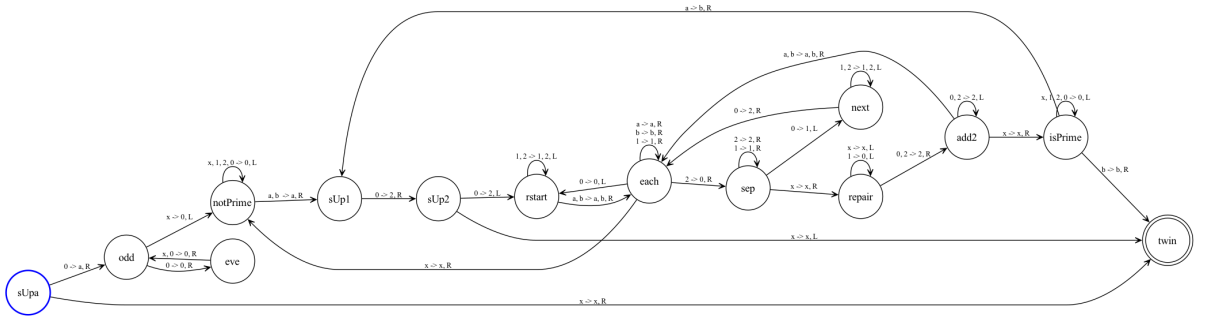 a -> b, R
a, b -> a, b, R
1, 2 -> 1, 2, L
next
0 -> 2, R
a -> a, R
b -> b, R
1 -> 1, R
0, 2 -> 2, L
x, 1, 2, 0 -> 0, L
0 -> 1, L
2 -> 2, R
1 -> 1, R
add2
x -> x, R
isPrime
x, 1, 2, 0 -> 0, L
1, 2 -> 1, 2, L
x -> x, L
1 -> 0, L
0, 2 -> 2, R
b -> b, R
each
2 -> 0, R
sep
x -> x, R
repair
0 -> 0, L
a, b -> a, b, R
notPrime
a, b -> a, R
sUp1
0 -> 2, R
sUp2
0 -> 2, L
rstart
x -> 0, L
x -> x, L
twin
odd
x, 0 -> 0, R
0 -> 0, R
eve
x -> x, R
0 -> a, R
sUpa
x -> x, R